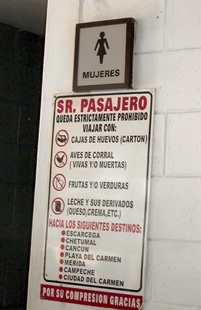 MUJERES
SR. PASAJERO
QUEDA ESTRICTAMENTE PROHIBIDO
VIAJAR CON:
CAJAS DE HUEVOS (CARTON)
AVES DE CORRAL
( VIVAS Y/O MUERTAS)
FRUTAS Y/O VERDURAS
LECHE Y SUS DERIVADOS
(QUESO,CREMA,ETC.)
HACIA LOS SIGUIENTES DESTINOS:
ESCARCEGA
CHETUMAL
CANCUN
PLAYA DEL CARMEN
MERIDA
CAMPECHE
CIUDAD DEL CARMEN
POR SU COMPRESION GRACIAS